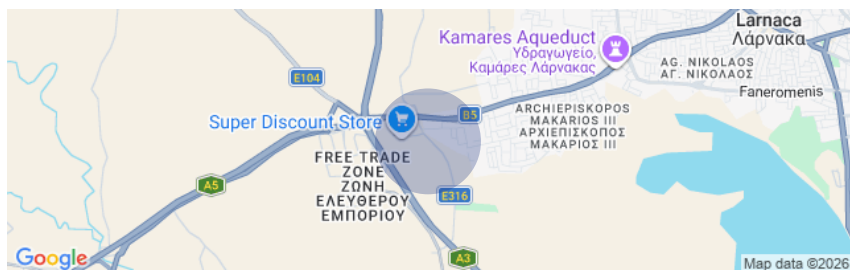 Larnaca
Λάρνακα
Kamares Aqueduct
Υδραγωγείο,
Καμάρες Λάρνακας
AG. NIKOLAOS
ΑΓ. ΝΙΚΟΛΑΟΣ
Faneromenis
E104
Super Discount Store
B5
ARCHIEPISKOPOS
MAKARIOS III
ΑΡΧΙΕΠΙΣΚΟΠΟΣ
ΜΑΚΑΡΙΟΣ III
FREE TRADE
ZONE
ΖΩΝΗ
ΕΛΕΥΘΕΡΟΥ
ΕΜΠΟΡΙΟΥ
A5
E316
A3
Google
Map data ©2026